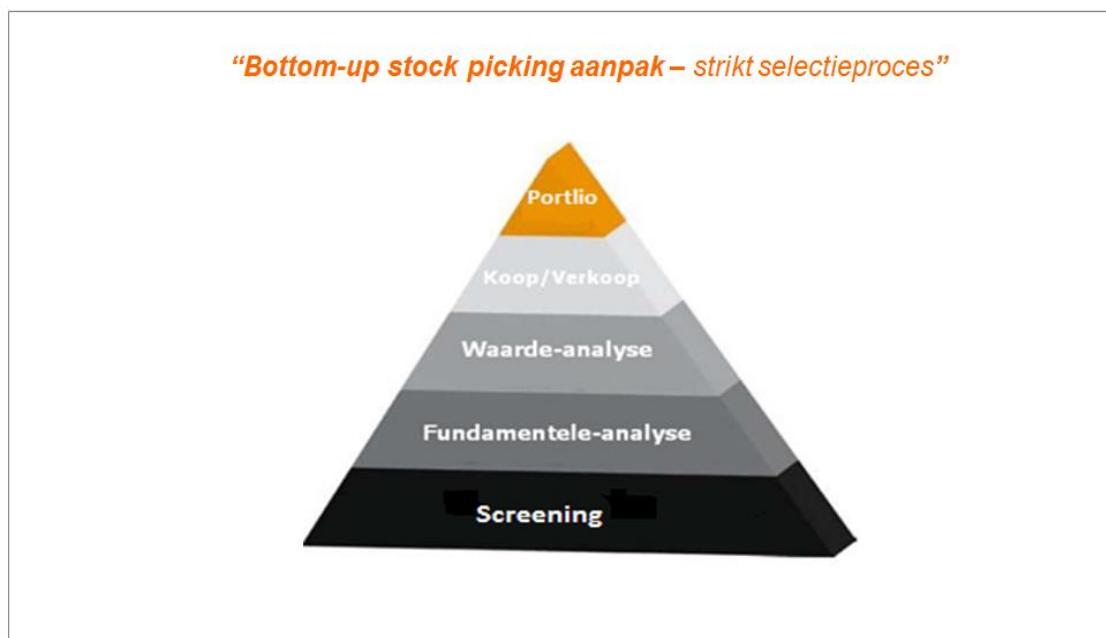 “Bottom-up stock picking aanpak – strikt selectieproces”
Portlio
Koop/Verkoop
Waarde-analyse
Fundamentele-analyse
Screening